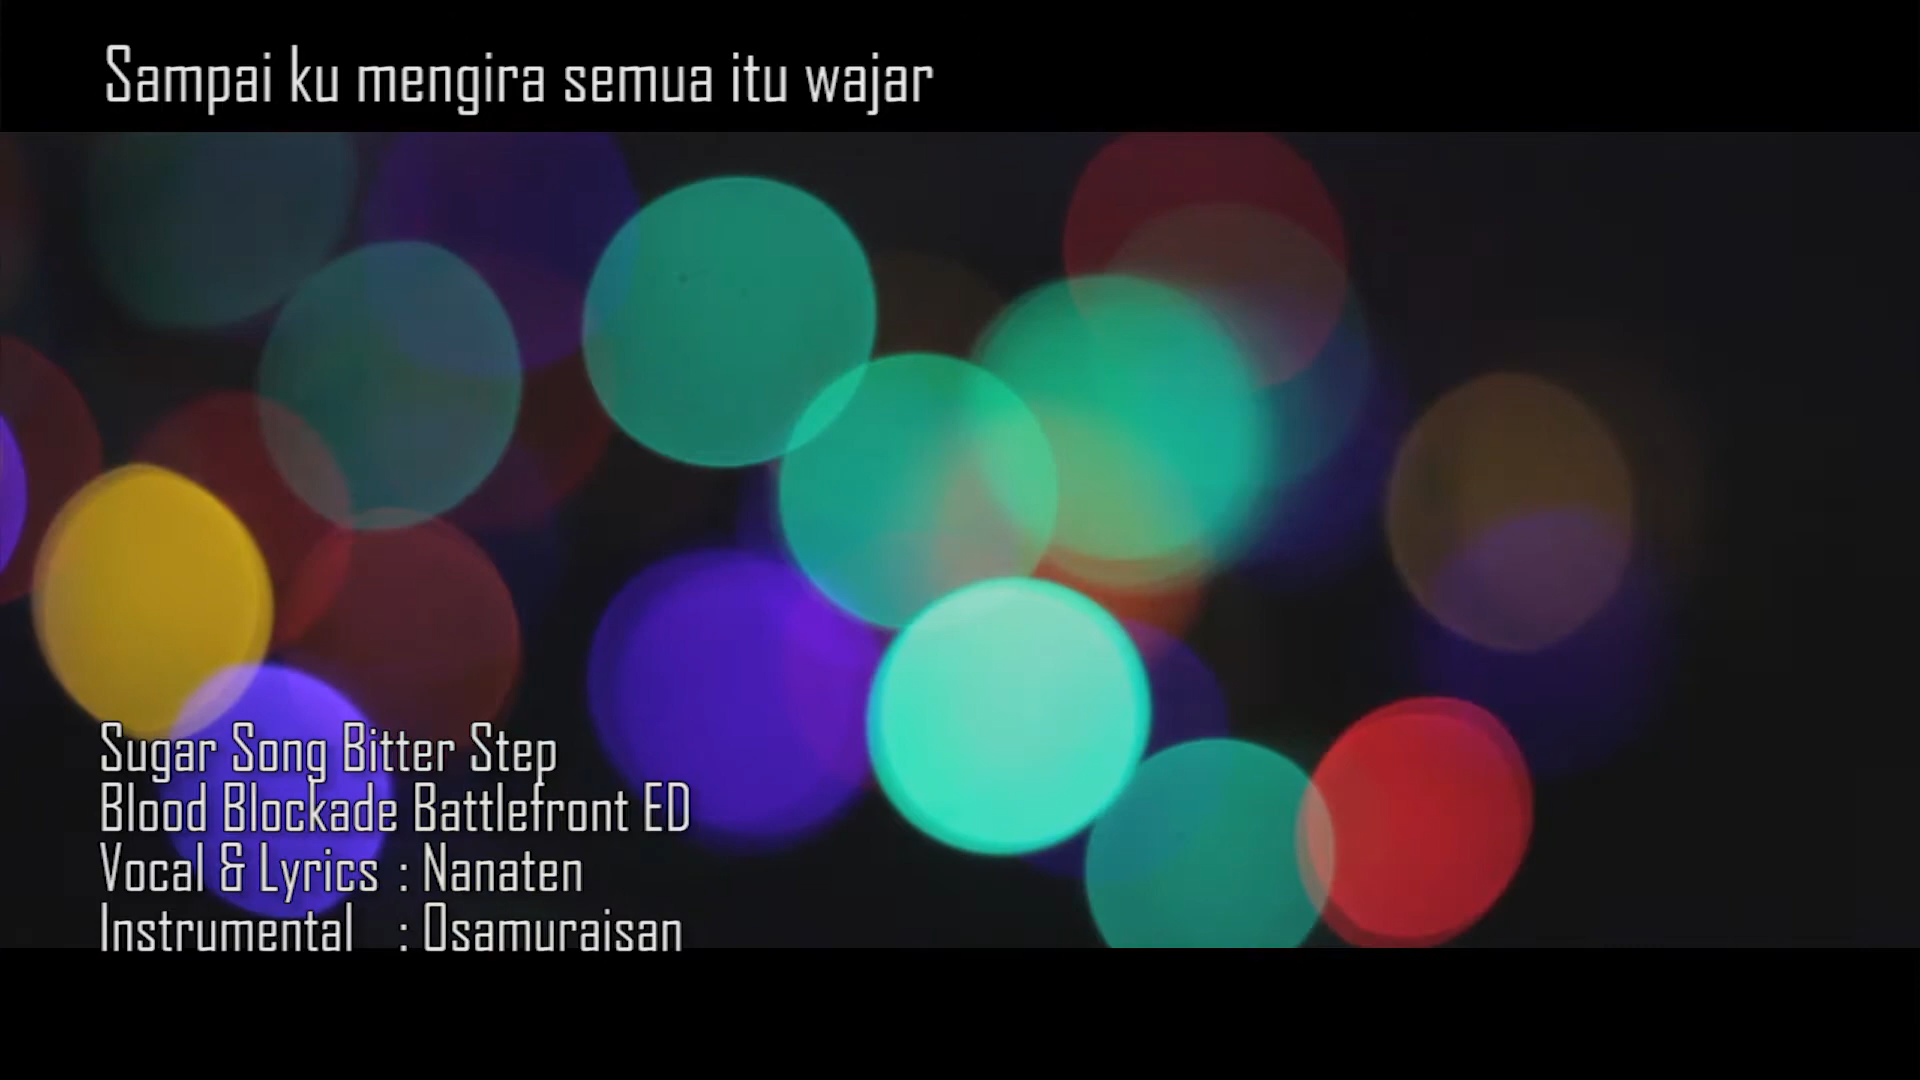 Sampai ku mengira semua itu wajar
Sugar Song Bitter Step
Blood Blockade Battlefront ED
Vocal & Lyrics : Nanaten
Instrumental : Osamuraisan